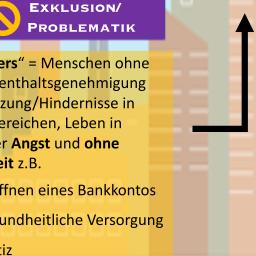 Exklusion/
Problematik
ers“ = Menschen ohne
enthaltsgenehmigung
zung/Hindernisse in
ereichen, Leben in
er Angst und ohne
eit z.B.
ffnen eines Bankkontos
undheitliche Versorgung
tiz